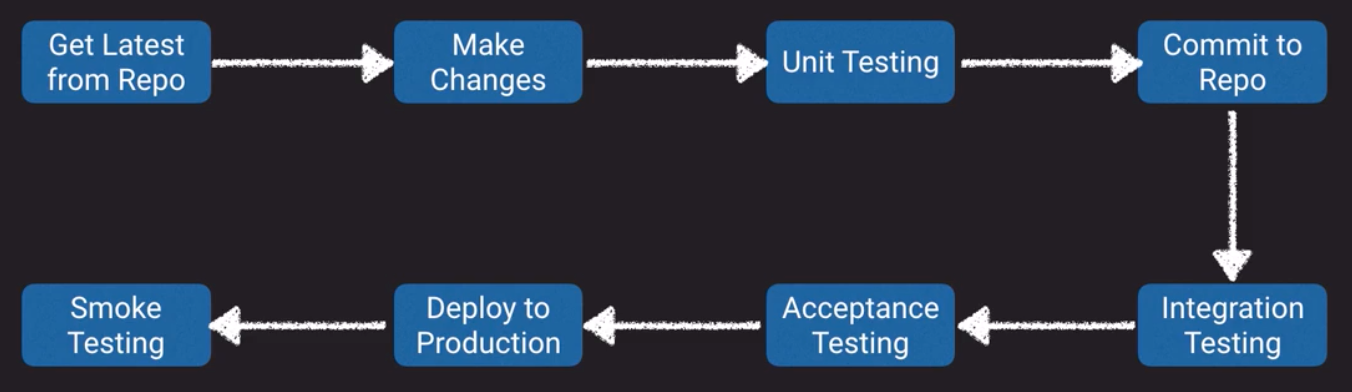 Get Latest
from Repo
Make
Changes
Unit Testing
Commit to
Repo
Integration
Testing
Acceptance
Testing
Deploy to
Production
Smoke
Testing